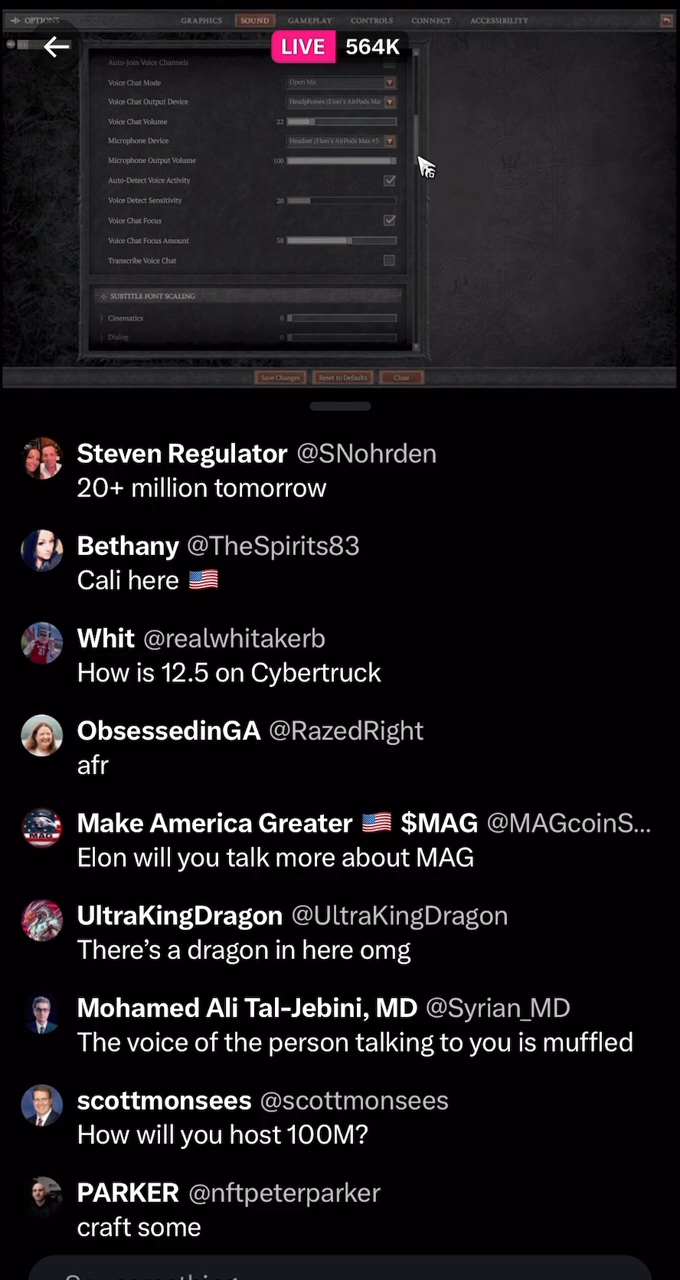 OPTIONS GRAPHICS SOUND GAMEPLAY CONTROLS CONNECT ACCESSIBILITY
LIVE 564K
Auto-Join Voice Channels
Voice Chat Mode Open Mic
Voice Chat Output Device Headphones (Elon's AirPods Ma
Voice Chat Volume 22
Microphone Device Headset (Elon's AirPods Max #5
Microphone Output Volume 100
Auto-Detect Voice Activity
Voice Detect Sensitivity 20
Voice Chat Focus
Voice Chat Focus Amount 58
Transcribe Voice Chat
SUBTITLE FONT SCALING
Cinematics 0
Dialog 0
Save Changes Reset to Defaults Close
Steven Regulator @SNohrden
20+ million tomorrow
Bethany @TheSpirits83
Cali here 🇺🇸
Whit @realwhitakerb
How is 12.5 on Cybertruck
ObsessedinGA @RazedRight
afr
Make America Greater 🇺🇸 $MAG @MAGcoinS...
Elon will you talk more about MAG
UltraKingDragon @UltraKingDragon
There's a dragon in here omg
Mohamed Ali Tal-Jebini, MD @Syrian_MD
The voice of the person talking to you is muffled
scottmonsees @scottmonsees
How will you host 100M?
PARKER @nftpeterparker
craft some